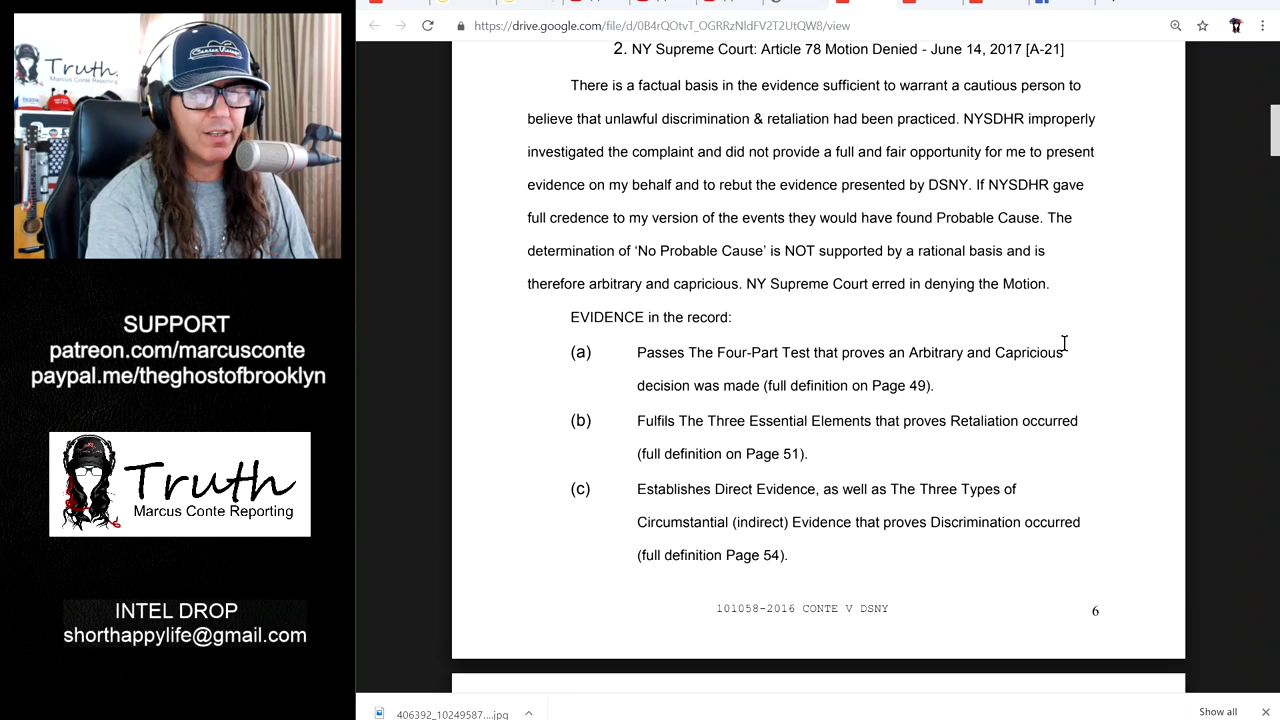 Truth.
Marcus Conte Reporting
SUPPORT
patreon.com/marcusconte
paypal.me/theghostofbrooklyn
Truth
Marcus Conte Reporting
INTEL DROP
shorthappylife@gmail.com
https://drive.google.com/file/d/0B4rQOtvT_OGRRzNldFV2T2UtQW8/view
2. NY Supreme Court: Article 78 Motion Denied - June 14, 2017 [A-21]
There is a factual basis in the evidence sufficient to warrant a cautious person to
believe that unlawful discrimination & retaliation had been practiced. NYSDHR improperly
investigated the complaint and did not provide a full and fair opportunity for me to present
evidence on my behalf and to rebut the evidence presented by DSNY. If NYSDHR gave
full credence to my version of the events they would have found Probable Cause. The
determination of ‘No Probable Cause’ is NOT supported by a rational basis and is
therefore arbitrary and capricious. NY Supreme Court erred in denying the Motion.
EVIDENCE in the record:
(a) Passes The Four-Part Test that proves an Arbitrary and Capricious
decision was made (full definition on Page 49).
(b) Fulfils The Three Essential Elements that proves Retaliation occurred
(full definition on Page 51).
(c) Establishes Direct Evidence, as well as The Three Types of
Circumstantial (indirect) Evidence that proves Discrimination occurred
(full definition Page 54).
101058-2016 CONTE V DSNY
6
406392_10249587....jpg
Show all